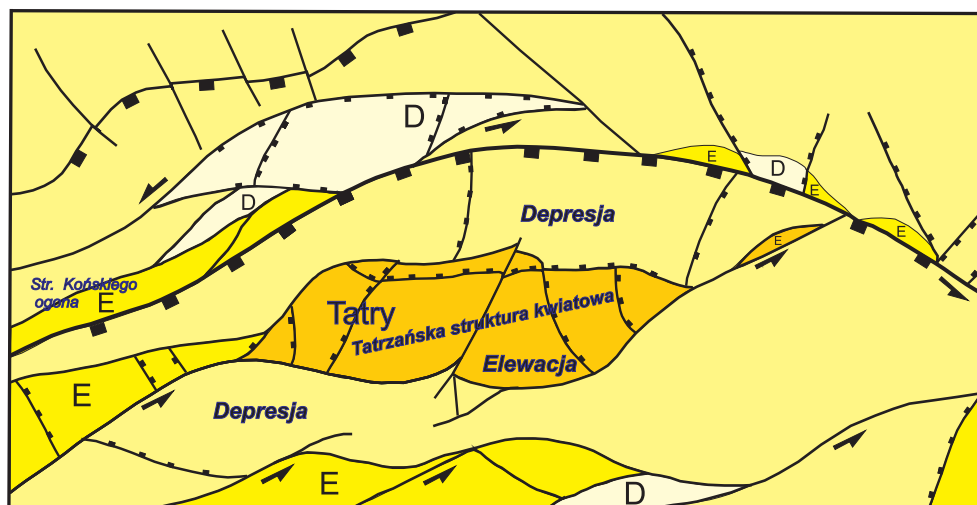 D
E
D
E
D
E
Depresja
E
E
Str. Końskiego
ogona
E
Tatry
Tatrzańska struktura kwiatowa
Elewacja
E
Depresja
E
D